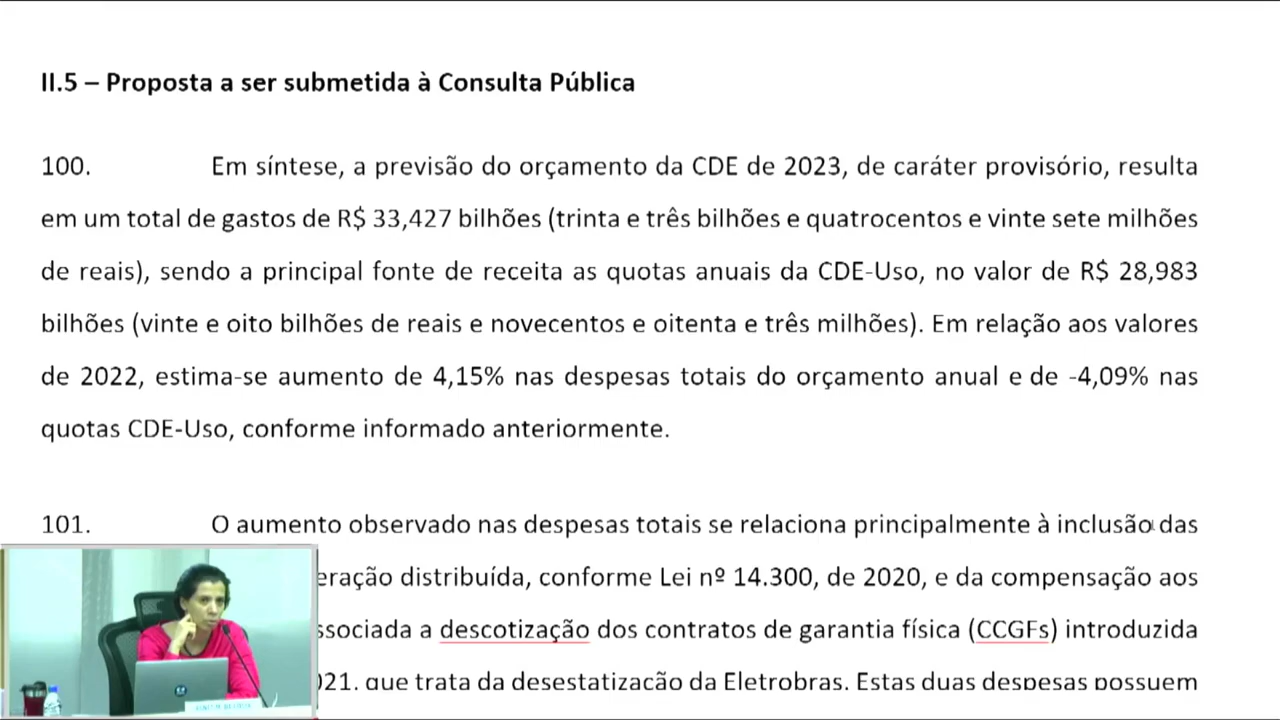 II.5 – Proposta a ser submetida à Consulta Pública
100. Em síntese, a previsão do orçamento da CDE de 2023, de caráter provisório, resulta
em um total de gastos de R$ 33,427 bilhões (trinta e três bilhões e quatrocentos e vinte sete milhões
de reais), sendo a principal fonte de receita as quotas anuais da CDE-Uso, no valor de R$ 28,983
bilhões (vinte e oito bilhões de reais e novecentos e oitenta e três milhões). Em relação aos valores
de 2022, estima-se aumento de 4,15% nas despesas totais do orçamento anual e de -4,09% nas
quotas CDE-Uso, conforme informado anteriormente.
101. O aumento observado nas despesas totais se relaciona principalmente à inclusão das
eração distribuída, conforme Lei nº 14.300, de 2020, e da compensação aos
ssociada a descotização dos contratos de garantia física (CCGFs) introduzida
021, que trata da desestatização da Eletrobras. Estas duas despesas possuem